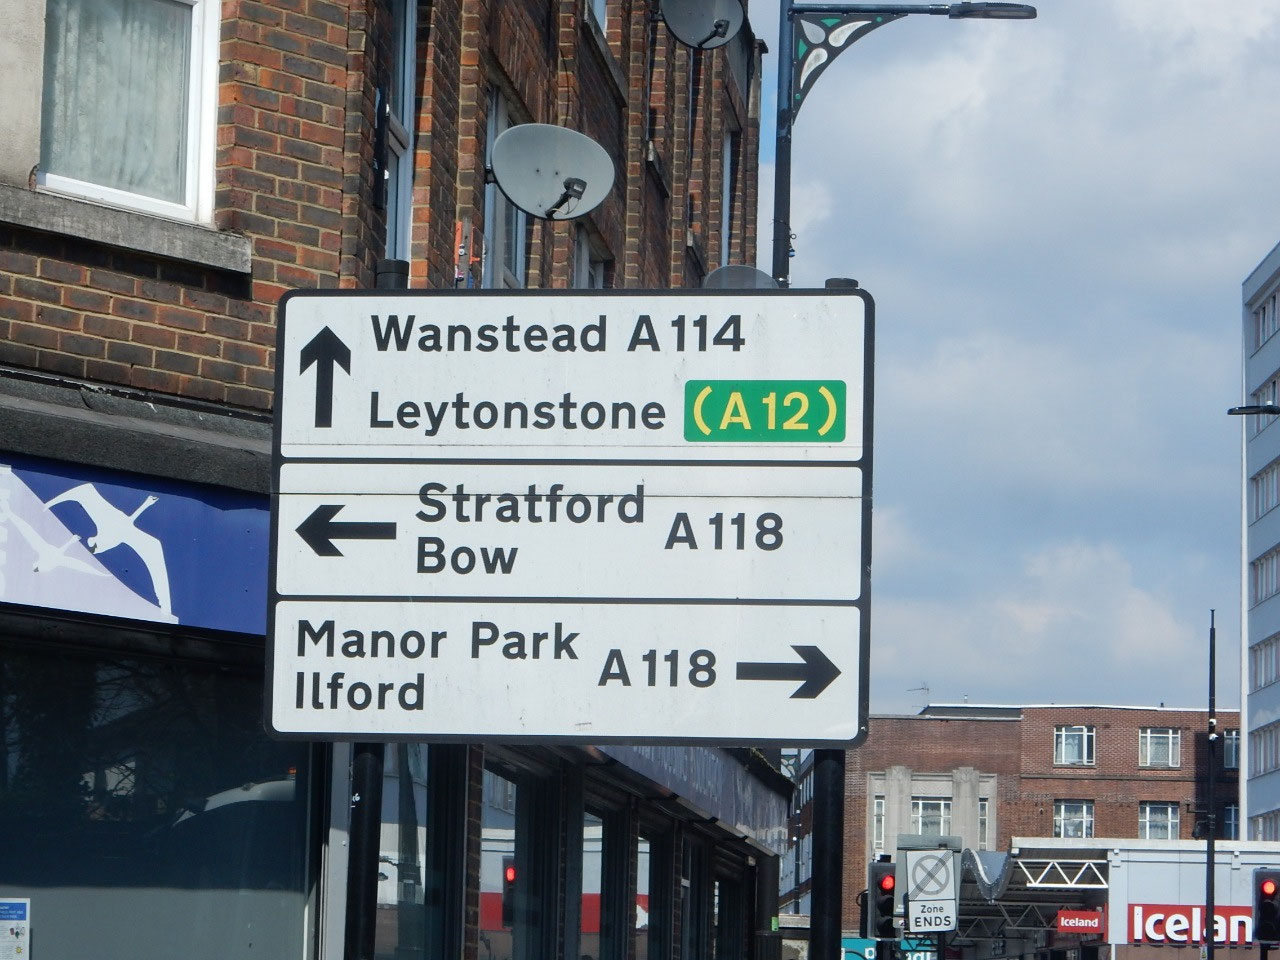 Wanstead A114
Leytonstone (A12)
Stratford
Bow
A118
Manor Park
Ilford
A118
Zone
ENDS
Iceland
Icelan